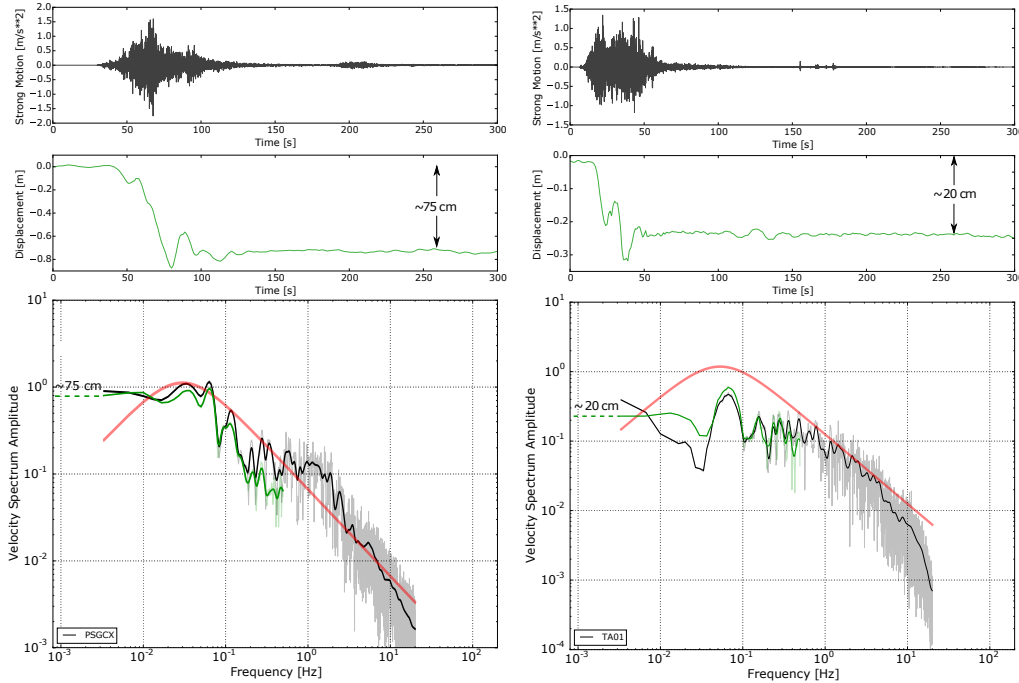 Strong Motion [m/s**2]
2.0
1.5
1.0
0.5
0.0
−0.5
−1.0
−1.5
−2.0
0 50 100 150 200 250 300
Time [s]
Displacement [m]
0.0
−0.2
−0.4
−0.6
−0.8
~75 cm
0 50 100 150 200 250 300
Time [s]
Velocity Spectrum Amplitude
10^1
10^0
10^-1
10^-2
10^-3
~75 cm
PSGCX
10^-3 10^-2 10^-1 10^0 10^1 10^2
Frequency [Hz]
Strong Motion [m/s**2]
1.0
0.5
0.0
−0.5
−1.0
−1.5
0 50 100 150 200 250 300
Time [s]
Displacement [m]
0.0
−0.1
−0.2
−0.3
~20 cm
0 50 100 150 200 250 300
Time [s]
Velocity Spectrum Amplitude
10^1
10^0
10^-1
10^-2
10^-3
10^-4
~ 20 cm
TA01
10^-3 10^-2 10^-1 10^0 10^1 10^2
Frequency [Hz]